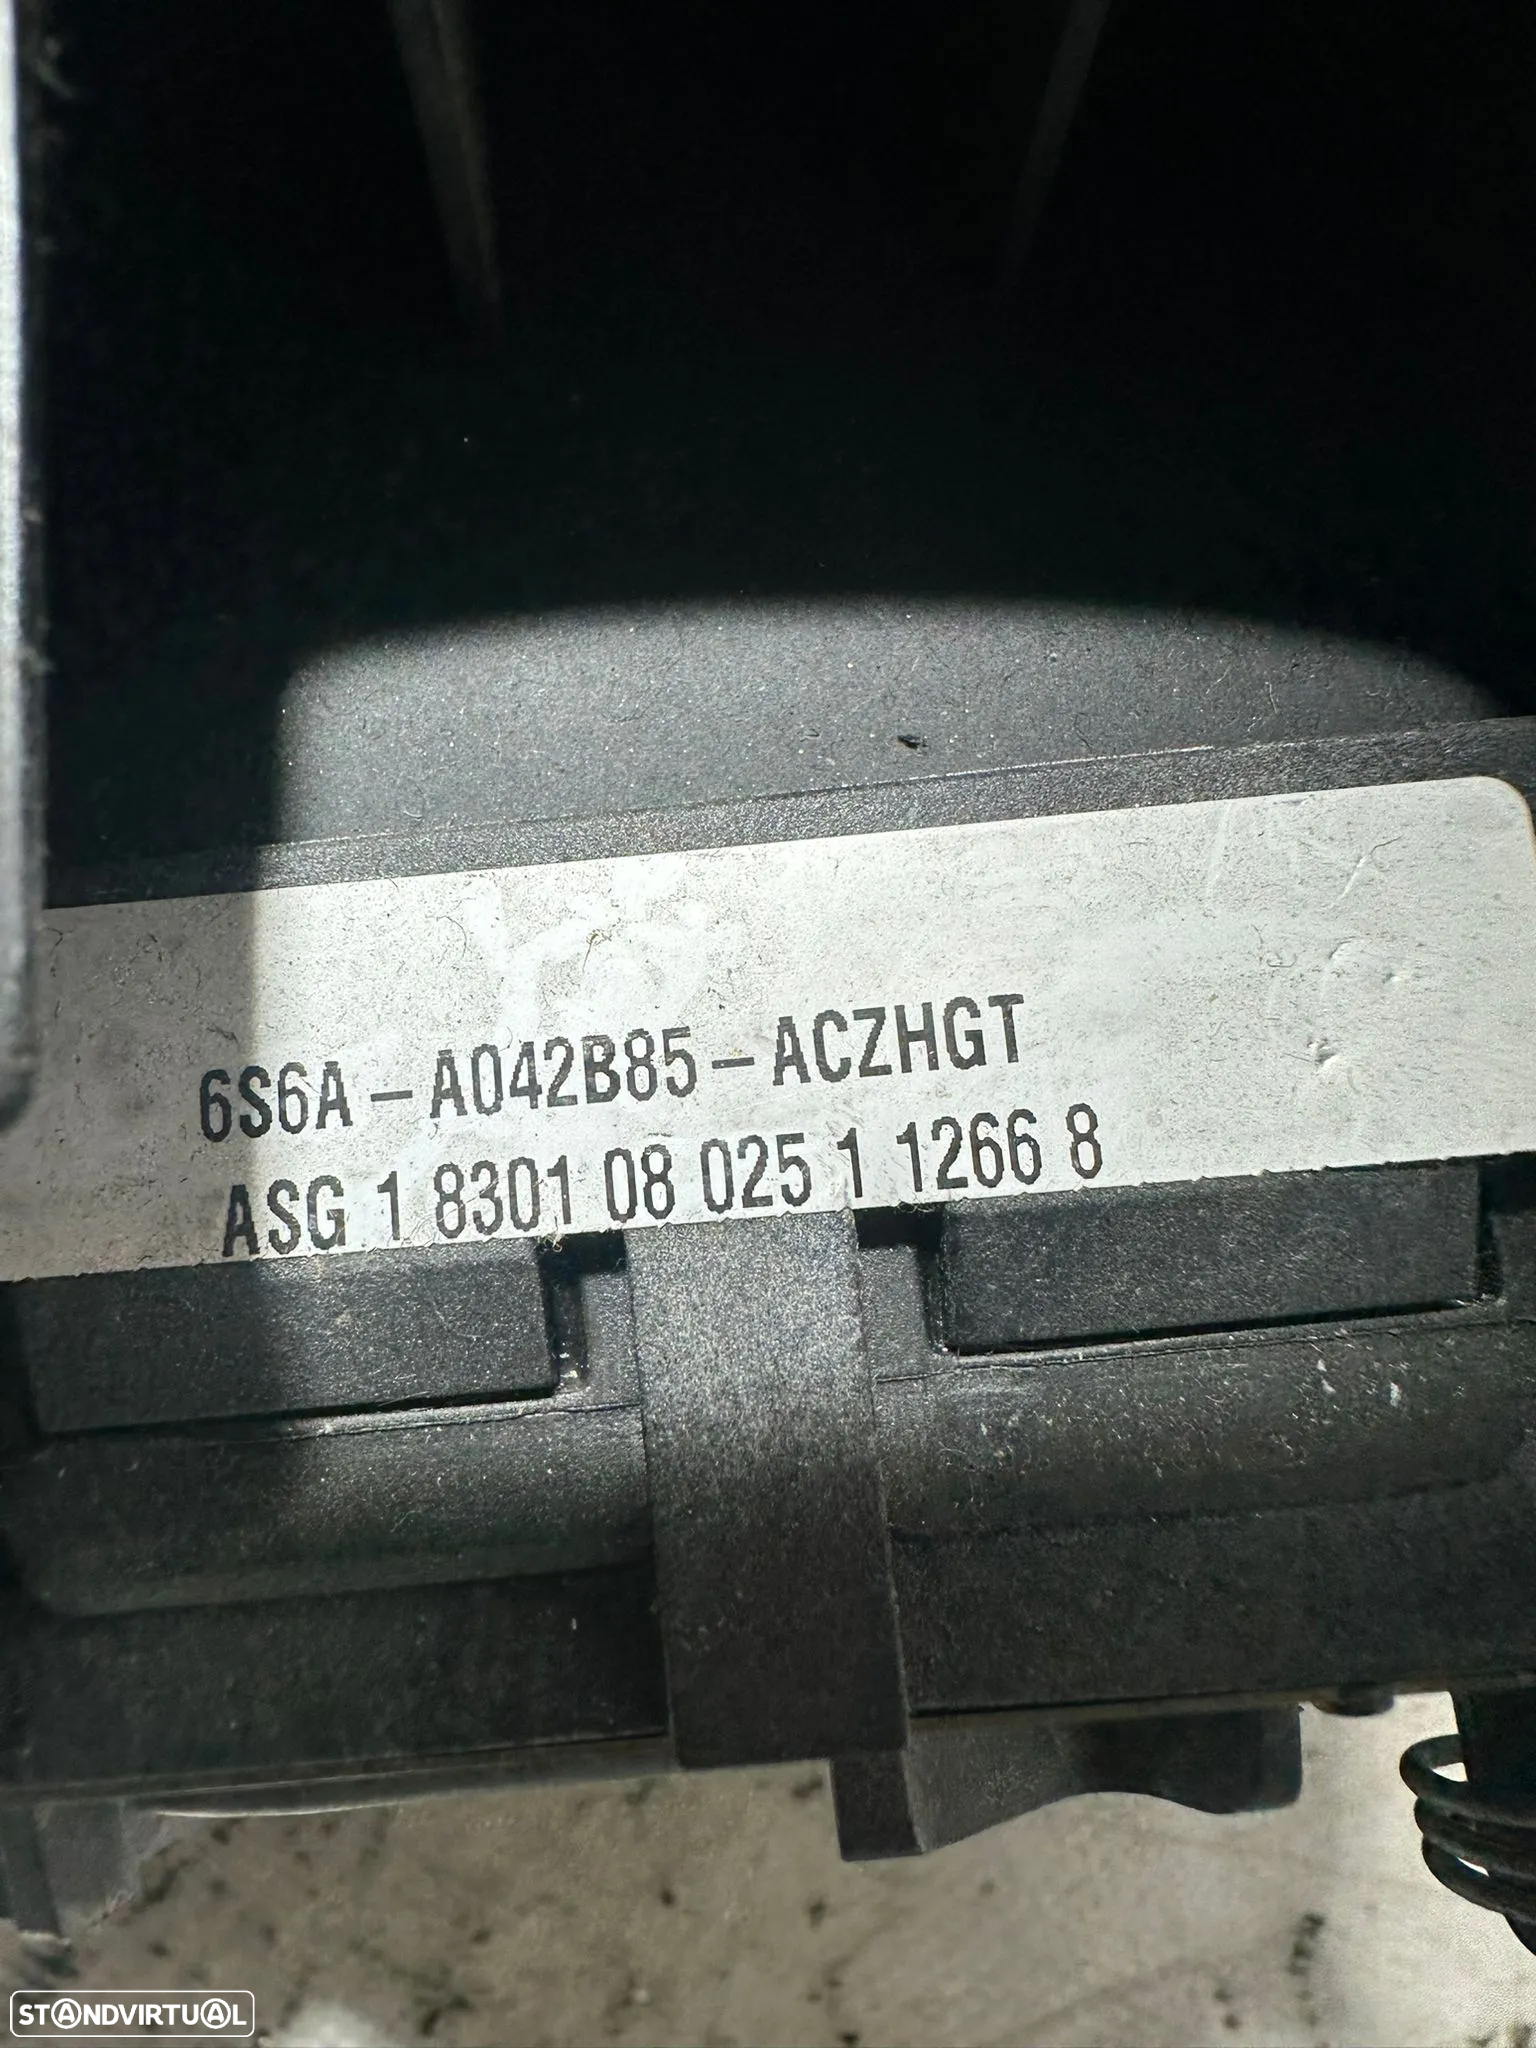 6S6A-A042B85-ACZHGT
ASG 1 8301 08 025 1 1266 8
STANDVIRTUAL